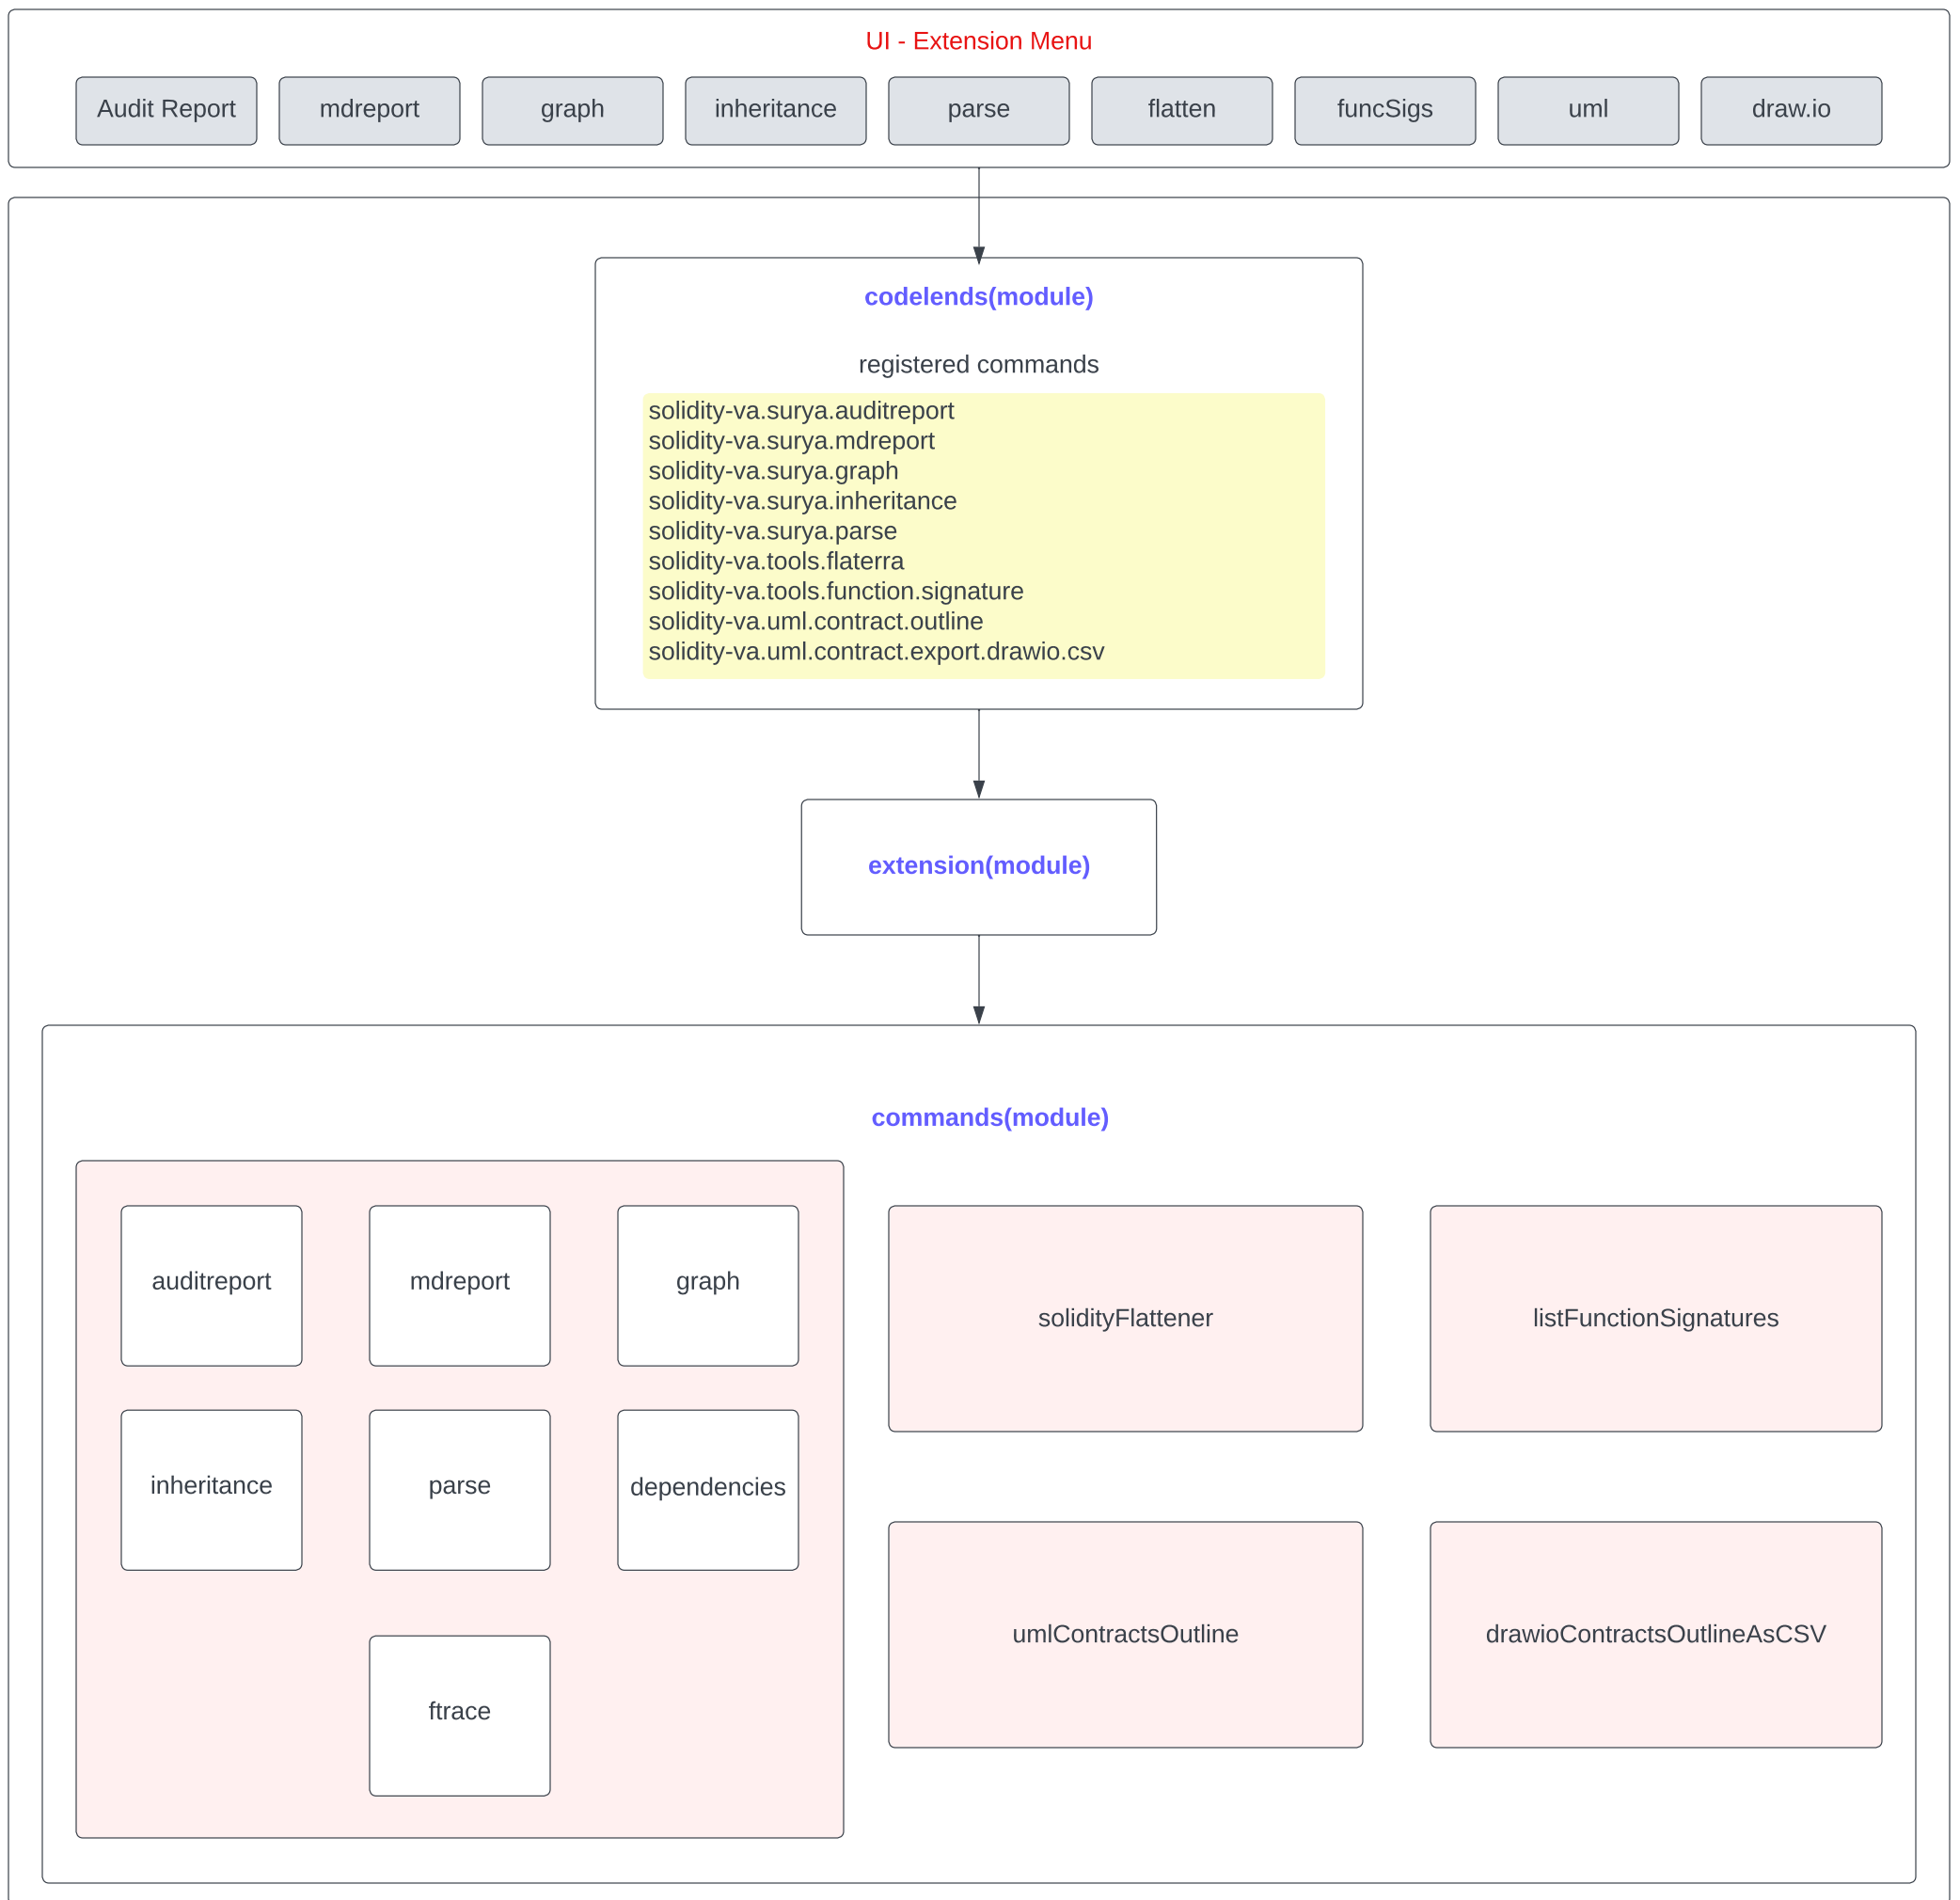 UI - Extension Menu
Audit Report
mdreport
graph
inheritance
parse
flatten
funcSigs
uml
draw.io
codelends(module)
registered commands
solidity-va.surya.auditreport
solidity-va.surya.mdreport
solidity-va.surya.graph
solidity-va.surya.inheritance
solidity-va.surya.parse
solidity-va.tools.flaterra
solidity-va.tools.function.signature
solidity-va.uml.contract.outline
solidity-va.uml.contract.export.drawio.csv
extension(module)
commands(module)
auditreport
mdreport
graph
inheritance
parse
dependencies
ftrace
solidityFlattener
listFunctionSignatures
umlContractsOutline
drawioContractsOutlineAsCSV